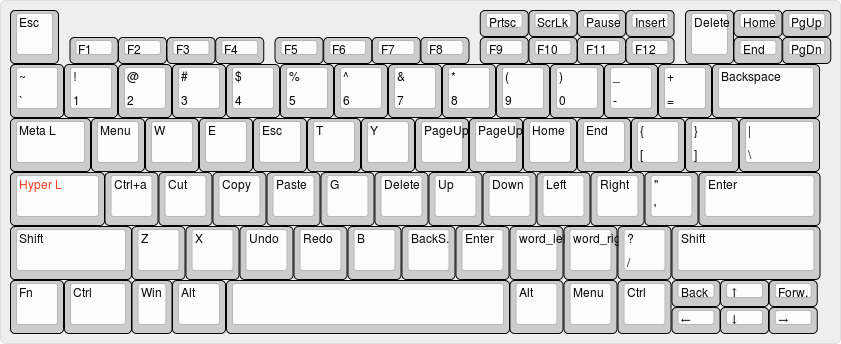 Esc
Prtsc ScrLk Pause Insert Delete Home PgUp
F1 F2 F3 F4 F5 F6 F7 F8 F9 F10 F11 F12 End PgDn
~ ! @ # $ % ^ & * ( ) _ + Backspace
` 1 2 3 4 5 6 7 8 9 0 - =
Meta L Menu W E Esc T Y PageUp PageUp Home End { } |
[ ] \
Hyper L Ctrl+a Cut Copy Paste G Delete Up Down Left Right " Enter
'
Shift Z X Undo Redo B BackS. Enter word_le word_rig ? Shift
/
Fn Ctrl Win Alt Alt Menu Ctrl Back ↑ Forw.
← ↓ →